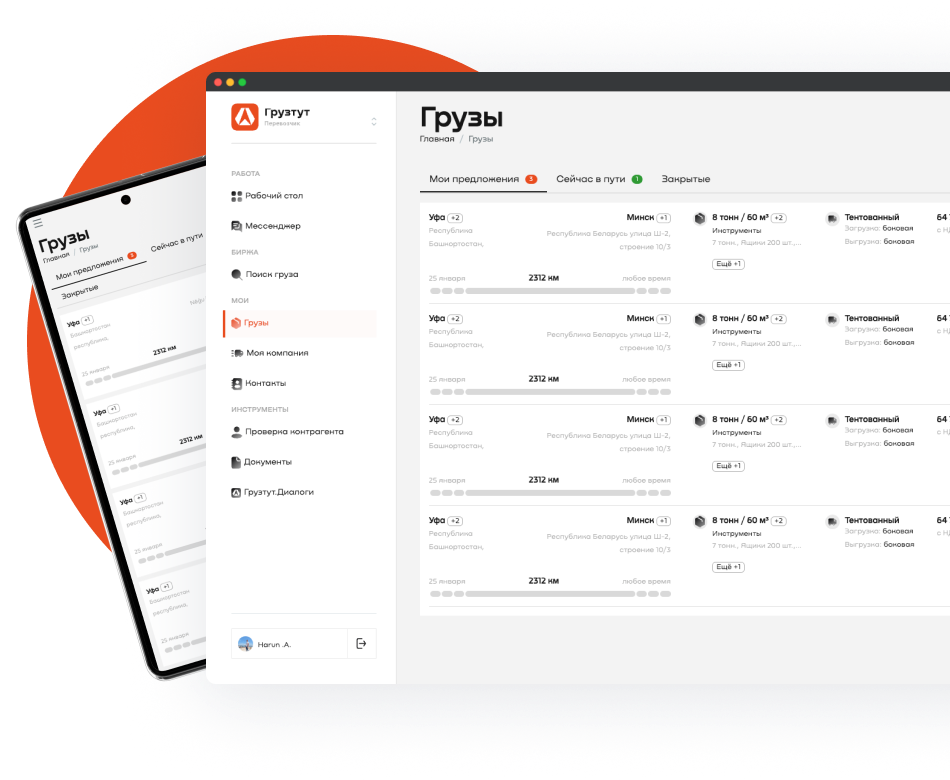 Грузтут
Перевозчик
РАБОТА
Рабочий стол
Мессенджер
БИРЖА
Поиск груза
МОИ
Грузы
Моя компания
Контакты
ИНСТРУМЕНТЫ
Проверка контрагента
Документы
Грузтут.Диалоги
Harun .A.
Грузы
Главная / Грузы
Мои предложения 3 Сейчас в пути 1 Закрытые
Уфа +2 Минск +1 8 тонн / 60 м³ +2 Тентованный 64
Республика Республика Беларусь улица Ш-2, Инструменты Загрузка: боковая с НД
Башкортостан, строение 10/3 7 тонн., Ящики 200 шт.,... Выгрузка: боковая
Ещё +1
25 января 2312 км любое время
Уфа +2 Минск +1 8 тонн / 60 м³ +2 Тентованный 64
Республика Республика Беларусь улица Ш-2, Инструменты Загрузка: боковая с НД
Башкортостан, строение 10/3 7 тонн., Ящики 200 шт.,... Выгрузка: боковая
Ещё +1
25 января 2312 км любое время
Уфа +2 Минск +1 8 тонн / 60 м³ +2 Тентованный 64
Республика Республика Беларусь улица Ш-2, Инструменты Загрузка: боковая с НД
Башкортостан, строение 10/3 7 тонн., Ящики 200 шт.,... Выгрузка: боковая
Ещё +1
25 января 2312 км любое время
Уфа +2 Минск +1 8 тонн / 60 м³ +2 Тентованный 64
Республика Республика Беларусь улица Ш-2, Инструменты Загрузка: боковая с НД
Башкортостан, строение 10/3 7 тонн., Ящики 200 шт.,... Выгрузка: боковая
Ещё +1
25 января 2312 км любое время
Грузы
Главная / Грузы
Мои предложения 3 Сейчас в пути
Закрытые
Уфа +1
Башкортостан
республика,
25 января 2312 км
Уфа +1
Башкортостан
республика,
25 января 2312 км
Уфа +1
Башкортостан
республика,
25 января
Уфа +1
Башкортостан
республика,
25 января